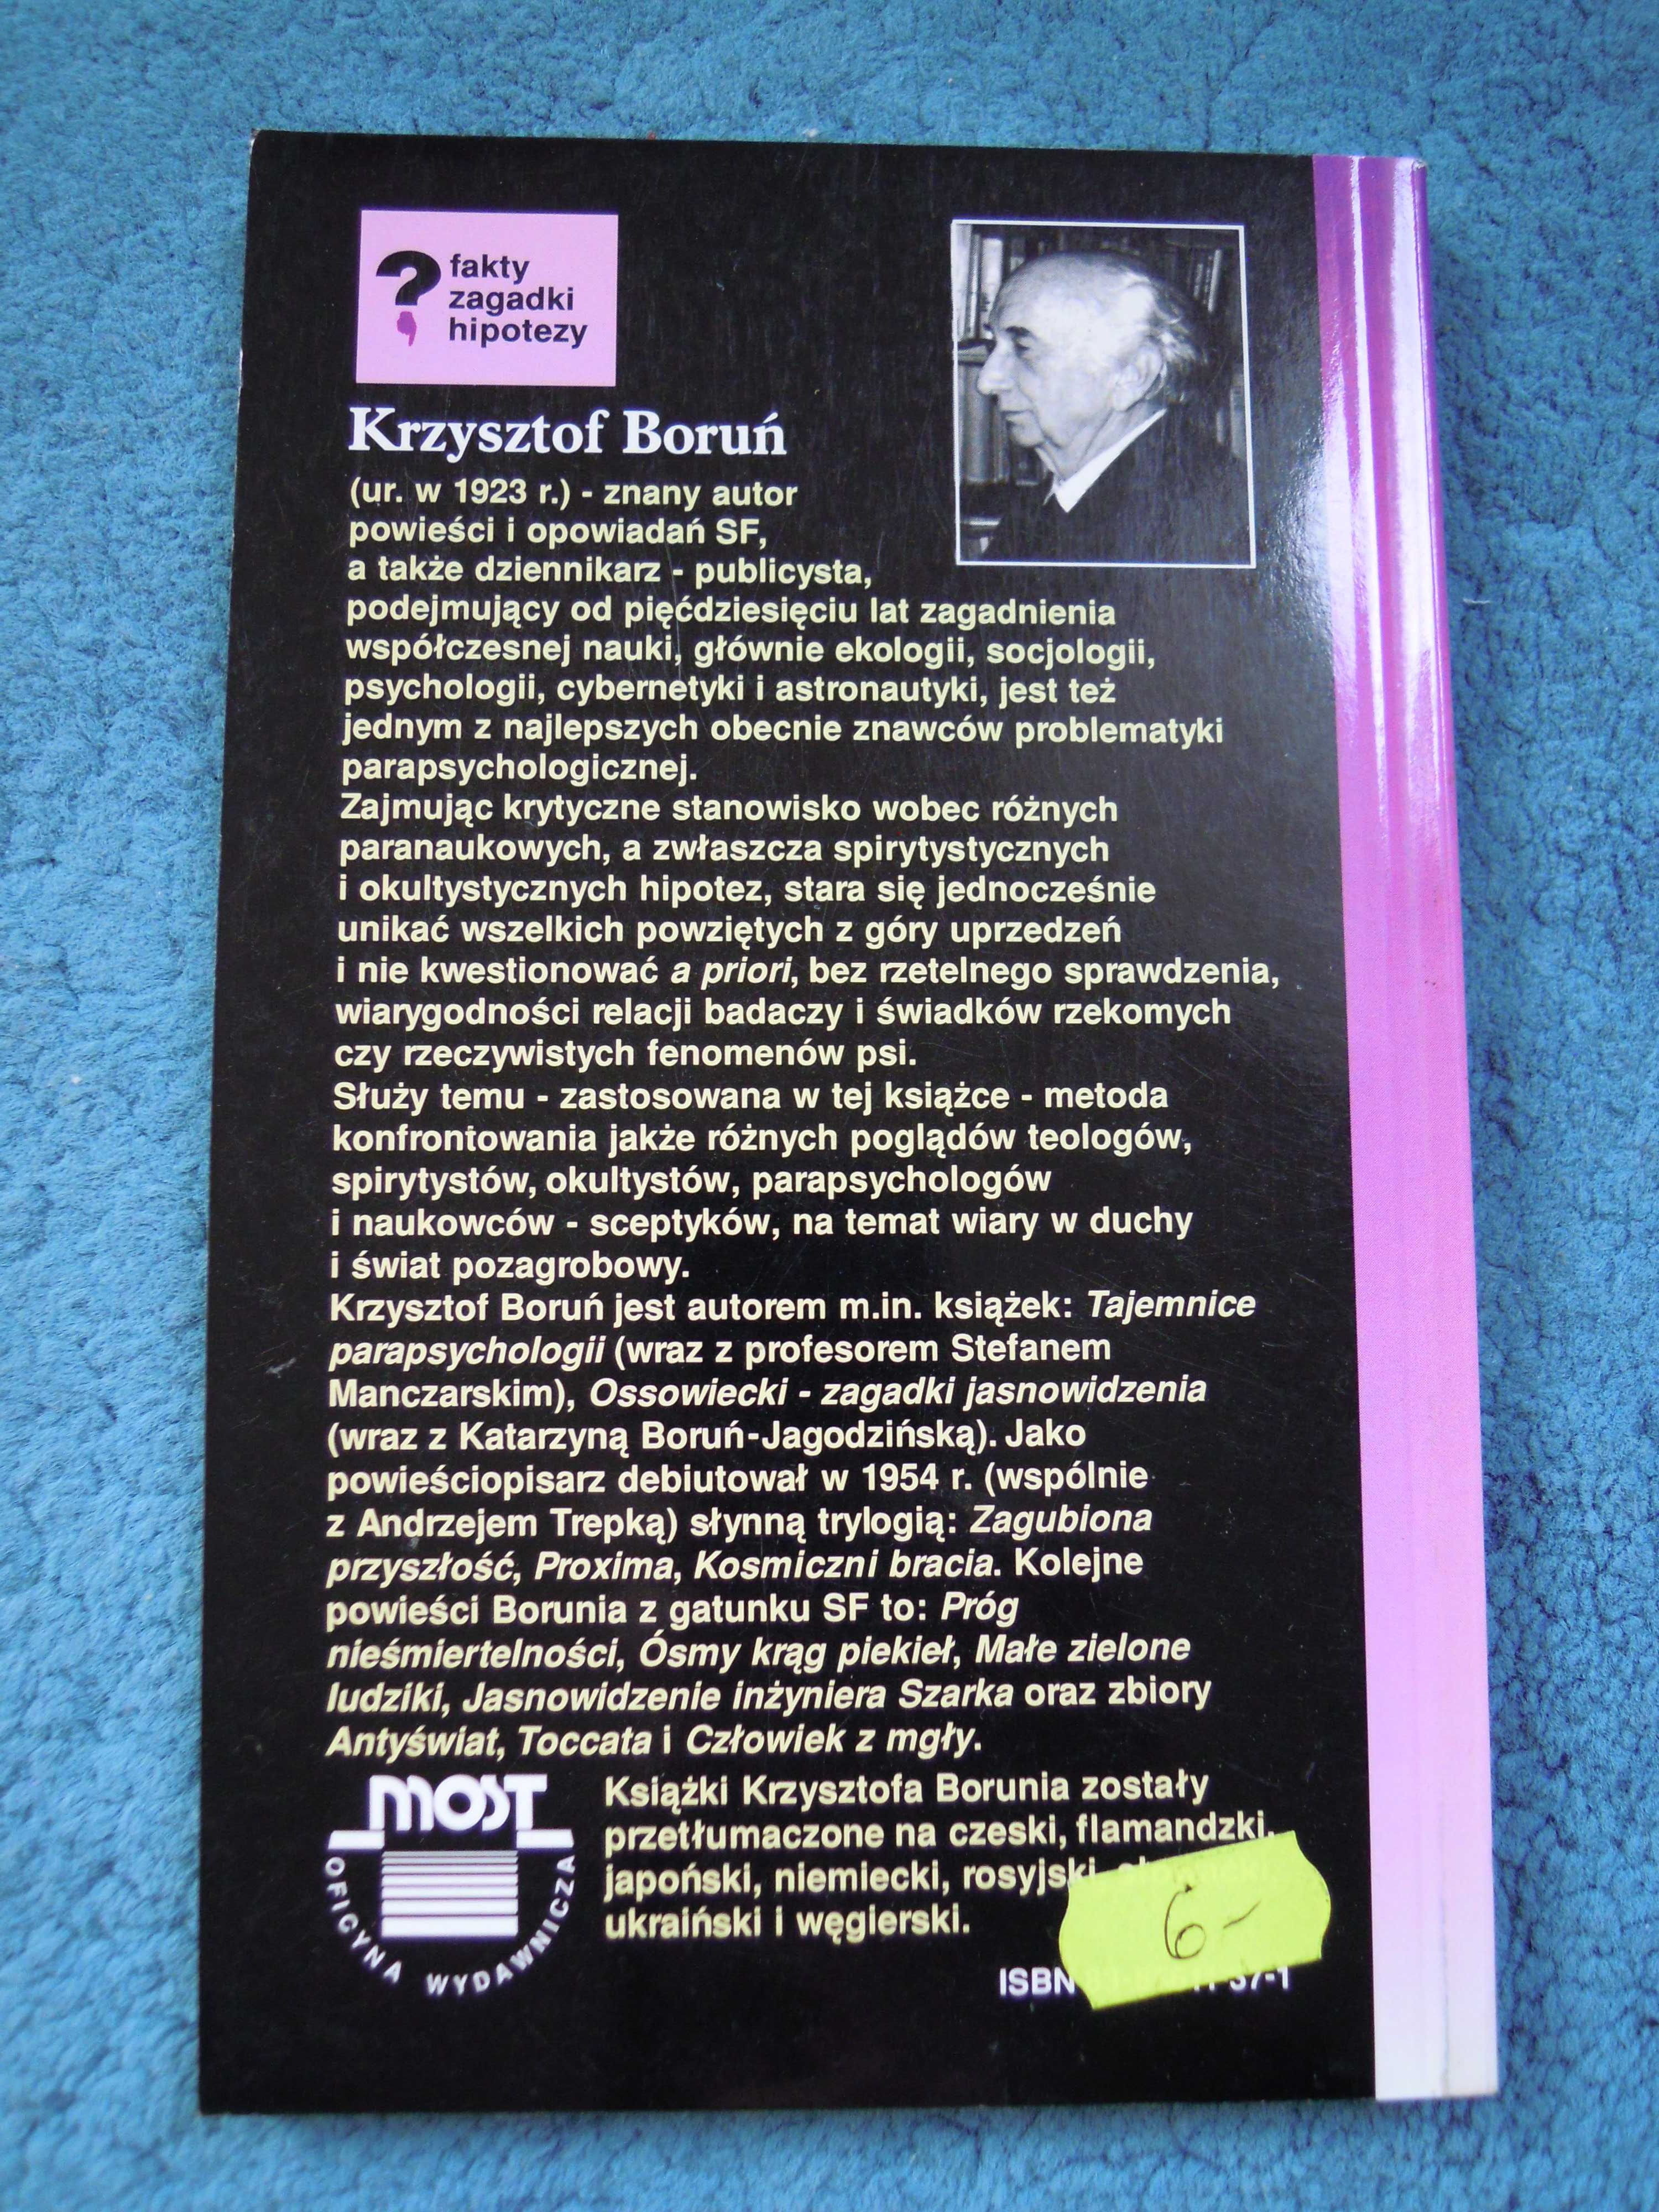 ?
fakty
zagadki
hipotezy
Krzysztof Boruń
(ur. w 1923 r.) - znany autor
powieści i opowiadań SF,
a także dziennikarz - publicysta,
podejmujący od pięćdziesięciu lat zagadnienia
współczesnej nauki, głównie ekologii, socjologii,
psychologii, cybernetyki i astronautyki, jest też
jednym z najlepszych obecnie znawców problematyki
parapsychologicznej.
Zajmując krytyczne stanowisko wobec różnych
paranaukowych, a zwłaszcza spirytystycznych
i okultystycznych hipotez, stara się jednocześnie
unikać wszelkich powziętych z góry uprzedzeń
i nie kwestionować a priori, bez rzetelnego sprawdzenia,
wiarygodności relacji badaczy i świadków rzekomych
czy rzeczywistych fenomenów psi.
Służy temu - zastosowana w tej książce - metoda
konfrontowania jakże różnych poglądów teologów,
spirytystów, okultystów, parapsychologów
i naukowców - sceptyków, na temat wiary w duchy
i świat pozagrobowy.
Krzysztof Boruń jest autorem m.in. książek: Tajemnice
parapsychologii (wraz z profesorem Stefanem
Manczarskim), Ossowiecki - zagadki jasnowidzenia
(wraz z Katarzyną Boruń-Jagodzińską). Jako
powieściopisarz debiutował w 1954 r. (wspólnie
z Andrzejem Trepką) słynną trylogią: Zagubiona
przyszłość, Proxima, Kosmiczni bracia. Kolejne
powieści Borunia z gatunku SF to: Próg
nieśmiertelności, Ósmy krąg piekieł, Małe zielone
ludziki, Jasnowidzenie inżyniera Szarka oraz zbiory
Antyświat, Toccata i Człowiek z mgły.
Książki Krzysztofa Borunia zostały
przetłumaczone na czeski, flamandzki,
japoński, niemiecki, rosyjski,
ukraiński i węgierski.
MOST
OFICYNA WYDAWNICZA
6-
ISBN